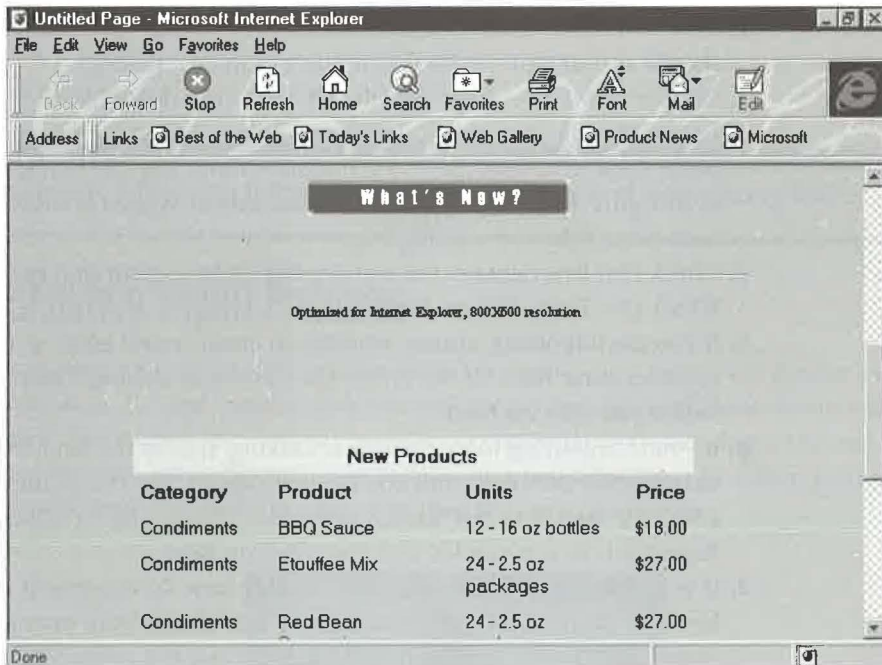 Untitled Page - Microsoft Internet Explorer
File Edit View Go Favorites Help
Back Forward Stop Refresh Home Search Favorites Print Font Mail Edit
Address Links Best of the Web Today's Links Web Gallery Product News Microsoft
What's New?
Optimized for Internet Explorer, 800X600 resolution
New Products
Category Product Units Price
Condiments BBQ Sauce 12 - 16 oz bottles $16.00
Condiments Etouffee Mix 24 - 2.5 oz $27.00
packages
Condiments Red Bean 24 - 2.5 oz $27.00
Done